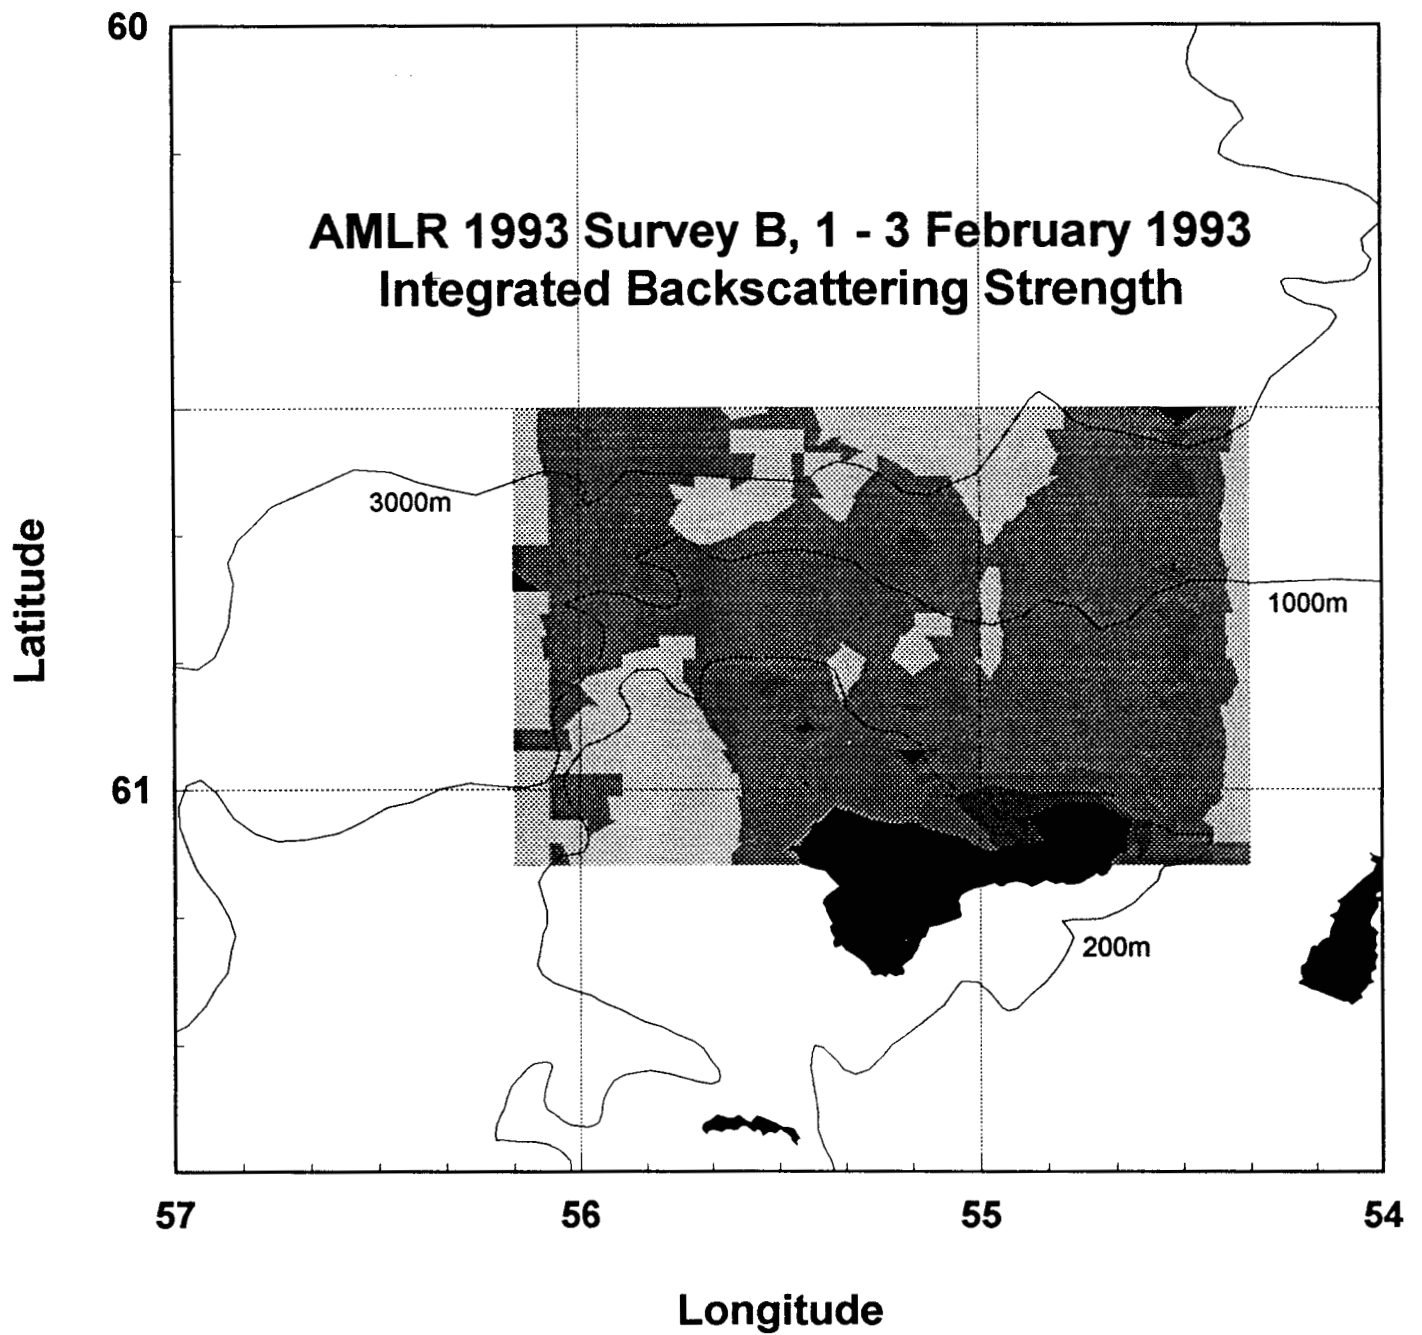 60
AMLR 1993 Survey B, 1 - 3 February 1993
Integrated Backscattering Strength
3000m
1000m
Latitude
61
200m
57 56 55 54
Longitude